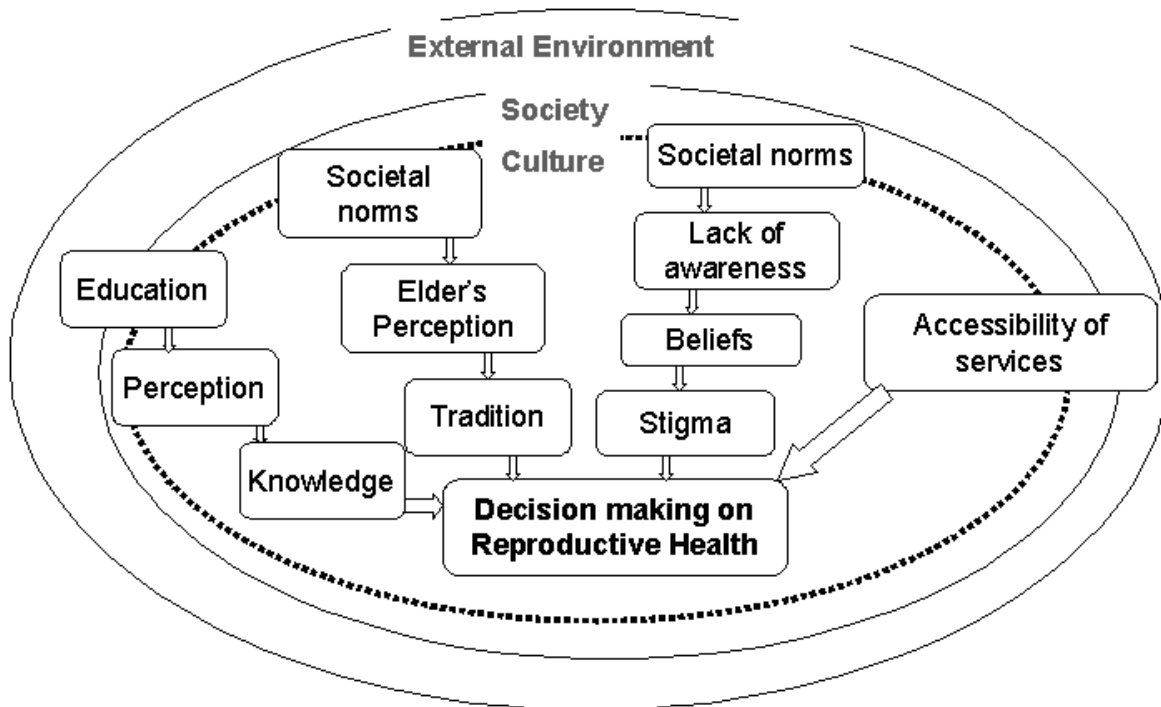 External Environment
Society
Culture
Societal
norms
Societal norms
Education
Elder's
Perception
Lack of
awareness
Accessibility of
services
Perception
Beliefs
Tradition
Stigma
Knowledge
Decision making on
Reproductive Health